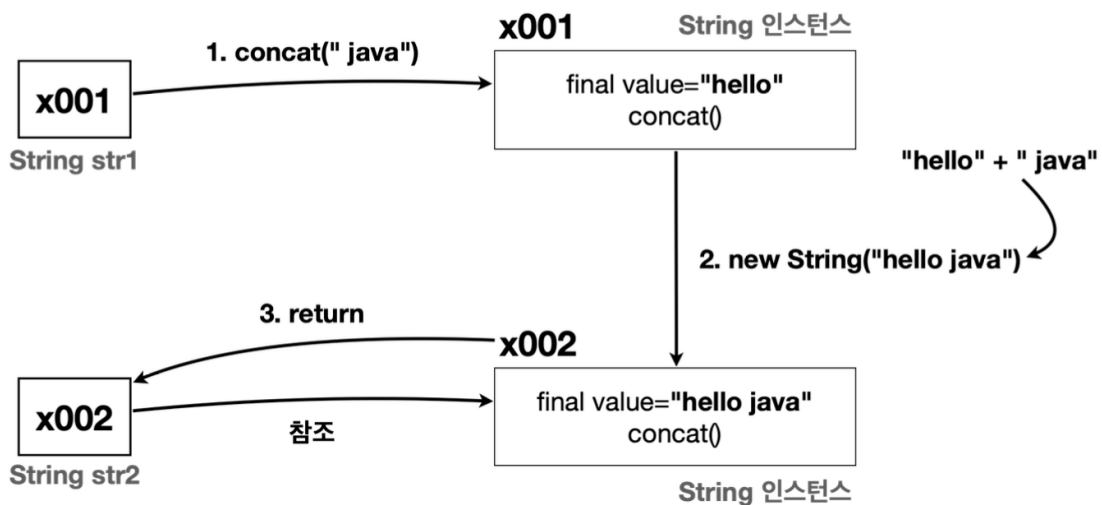 x001
String 인스턴스
1. concat(" java")
x001
String str1
final value="hello"
concat()
"hello" + " java"
2. new String("hello java")
3. return
x002
x002
String str2
참조
final value="hello java"
concat()
String 인스턴스